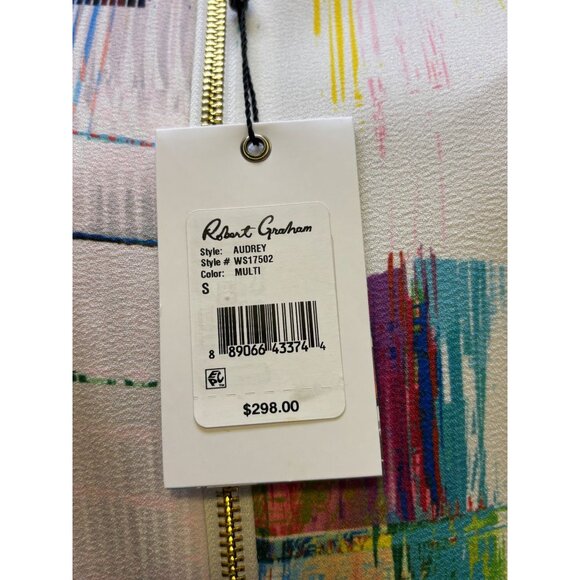 Robert Graham
Style: AUDREY
Style # WS17502
Color: MULTI
S
8 89066 43374 4
$298.00